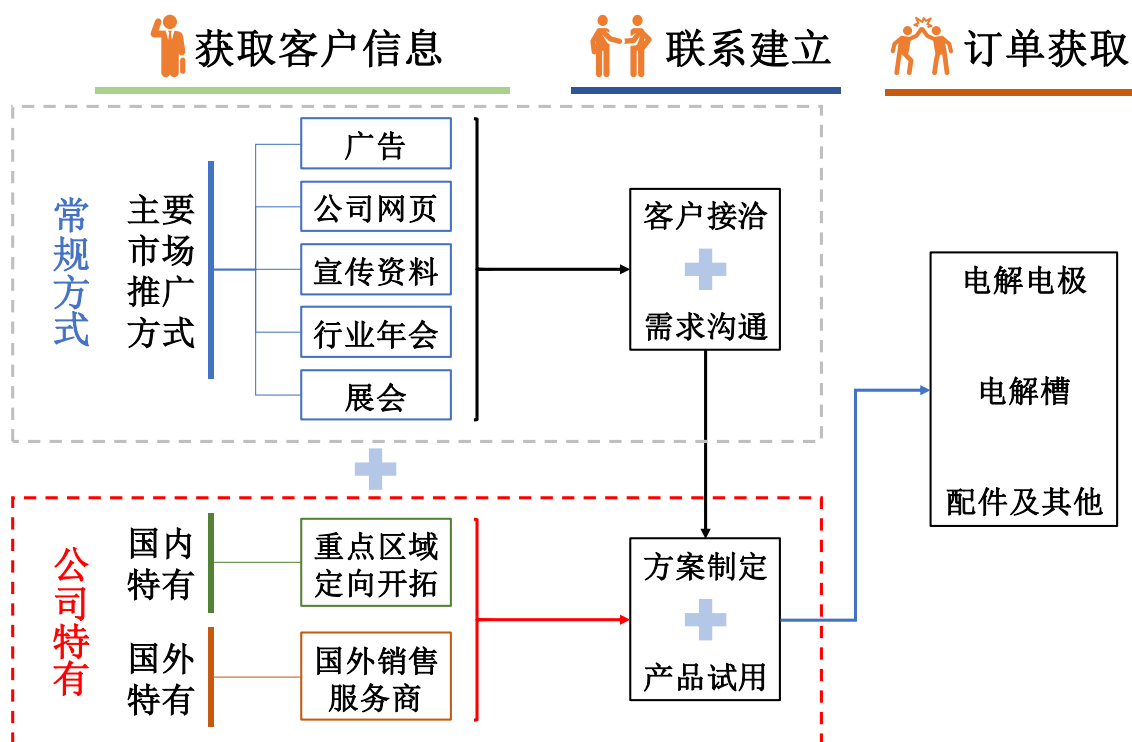 获取客户信息
联系建立
订单获取
常规方式
主要
市场
推广
方式
广告
公司网页
宣传资料
行业年会
展会
客户接洽
需求沟通
电解电极
电解槽
配件及其他
公司特有
国内
特有
重点区域
定向开拓
国外
特有
国外销售
服务商
方案制定
产品试用